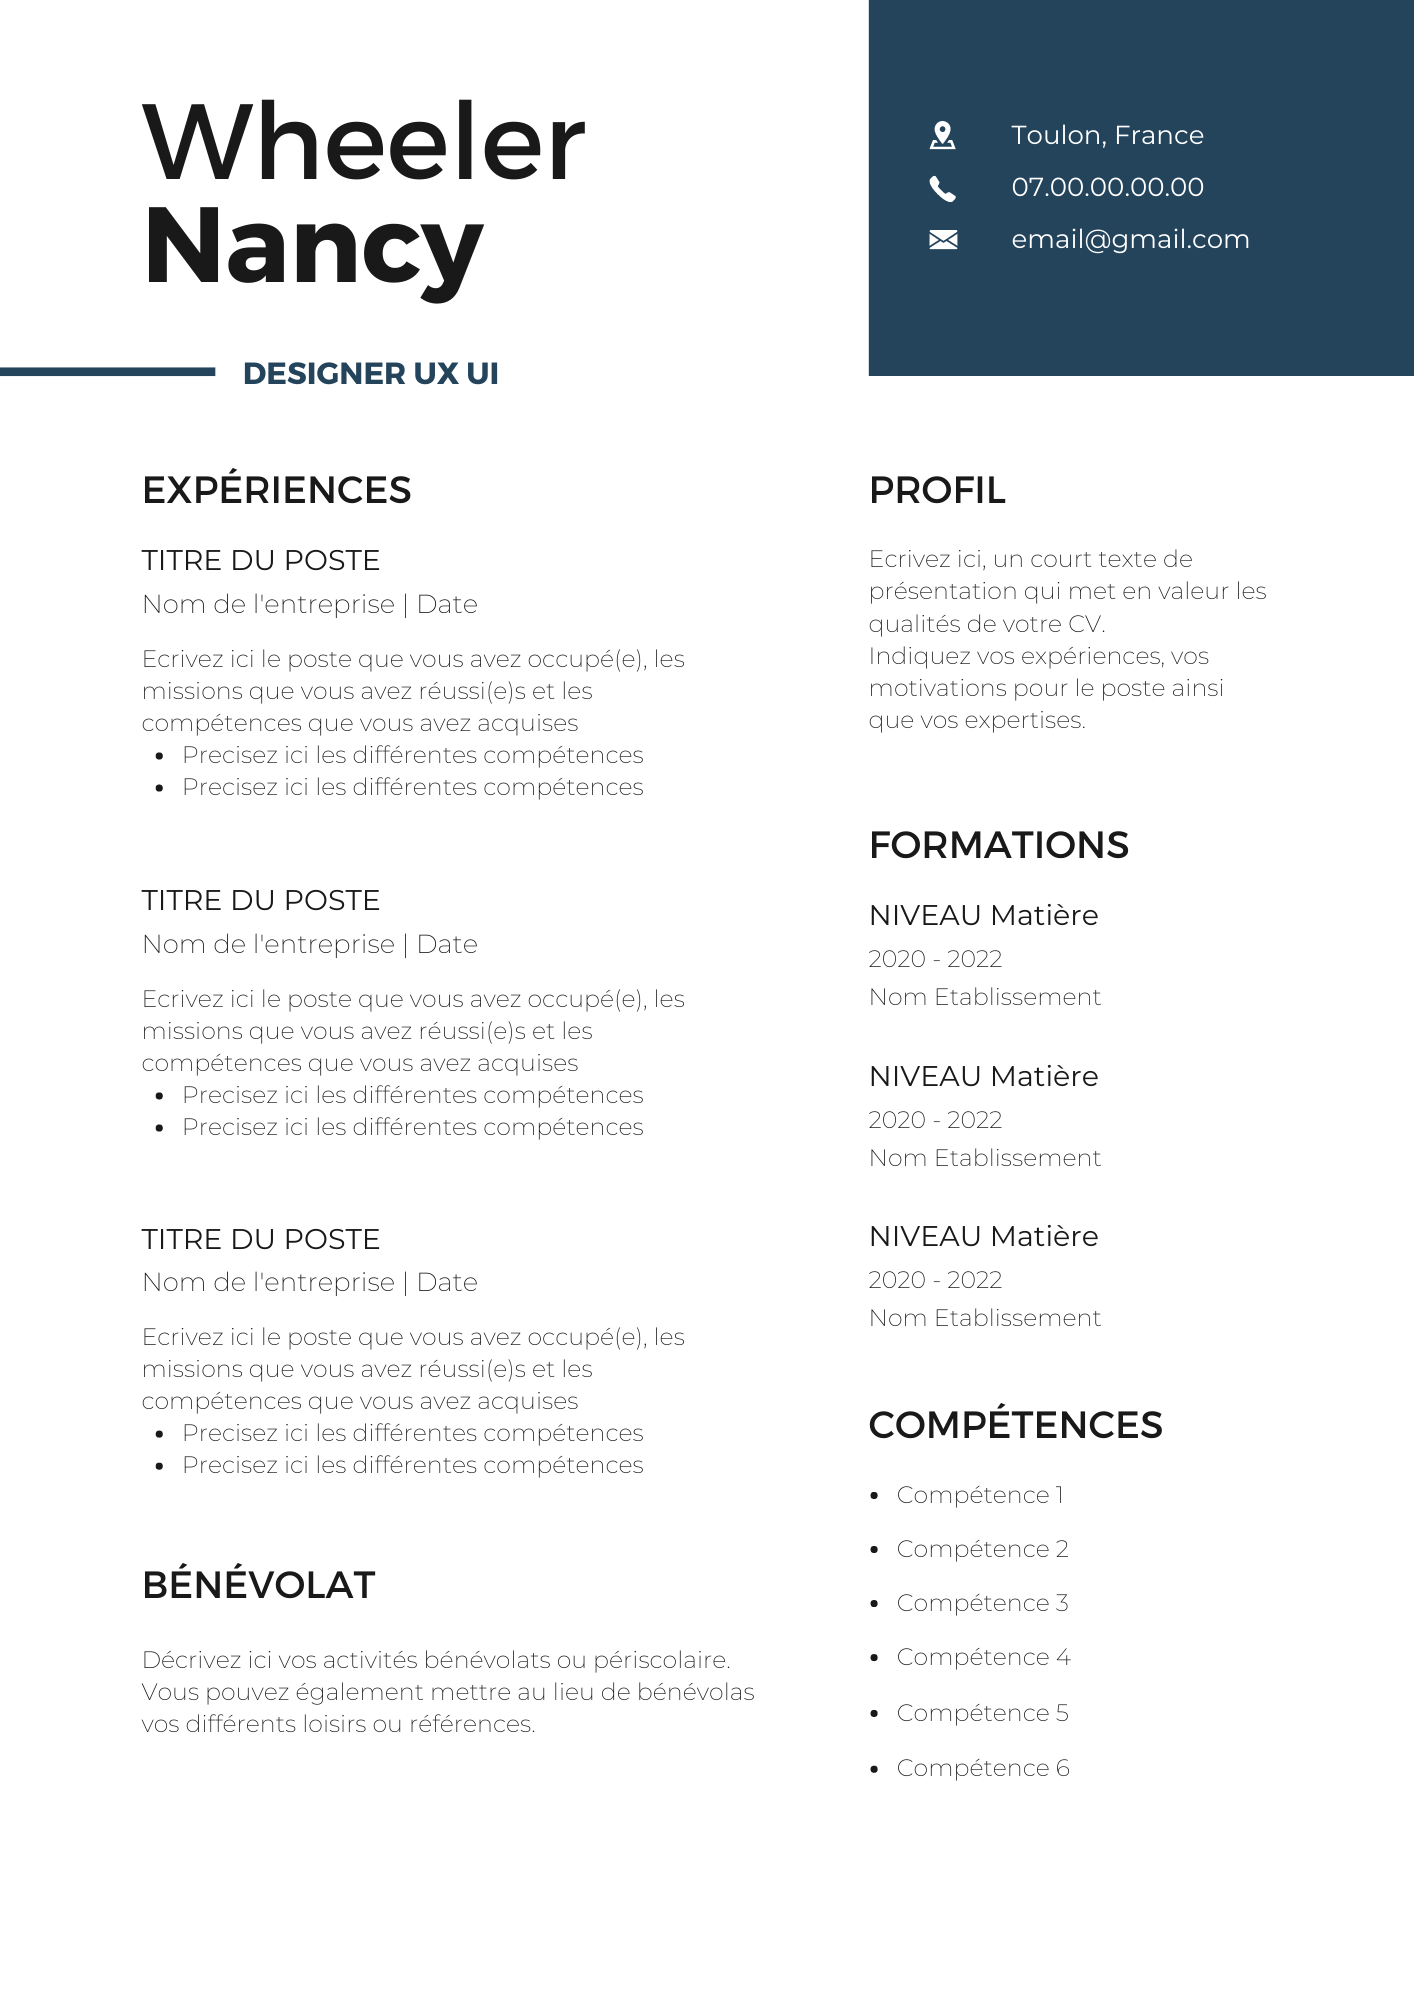 Wheeler
Nancy
DESIGNER UX UI
Toulon, France
07.00.00.00.00
email@gmail.com
EXPÉRIENCES
TITRE DU POSTE
Nom de l'entreprise | Date
Ecrivez ici le poste que vous avez occupé(e), les
missions que vous avez réussi(e)s et les
compétences que vous avez acquises
• Precisez ici les différentes compétences
• Precisez ici les différentes compétences
TITRE DU POSTE
Nom de l'entreprise | Date
Ecrivez ici le poste que vous avez occupé(e), les
missions que vous avez réussi(e)s et les
compétences que vous avez acquises
• Precisez ici les différentes compétences
• Precisez ici les différentes compétences
TITRE DU POSTE
Nom de l'entreprise | Date
Ecrivez ici le poste que vous avez occupé(e), les
missions que vous avez réussi(e)s et les
compétences que vous avez acquises
• Precisez ici les différentes compétences
• Precisez ici les différentes compétences
BÉNÉVOLAT
Décrivez ici vos activités bénévolats ou périscolaire.
Vous pouvez également mettre au lieu de bénévolas
vos différents loisirs ou références.
PROFIL
Ecrivez ici, un court texte de
présentation qui met en valeur les
qualités de votre CV.
Indiquez vos expériences, vos
motivations pour le poste ainsi
que vos expertises.
FORMATIONS
NIVEAU Matière
2020 - 2022
Nom Etablissement
NIVEAU Matière
2020 - 2022
Nom Etablissement
NIVEAU Matière
2020 - 2022
Nom Etablissement
COMPÉTENCES
• Compétence 1
• Compétence 2
• Compétence 3
• Compétence 4
• Compétence 5
• Compétence 6